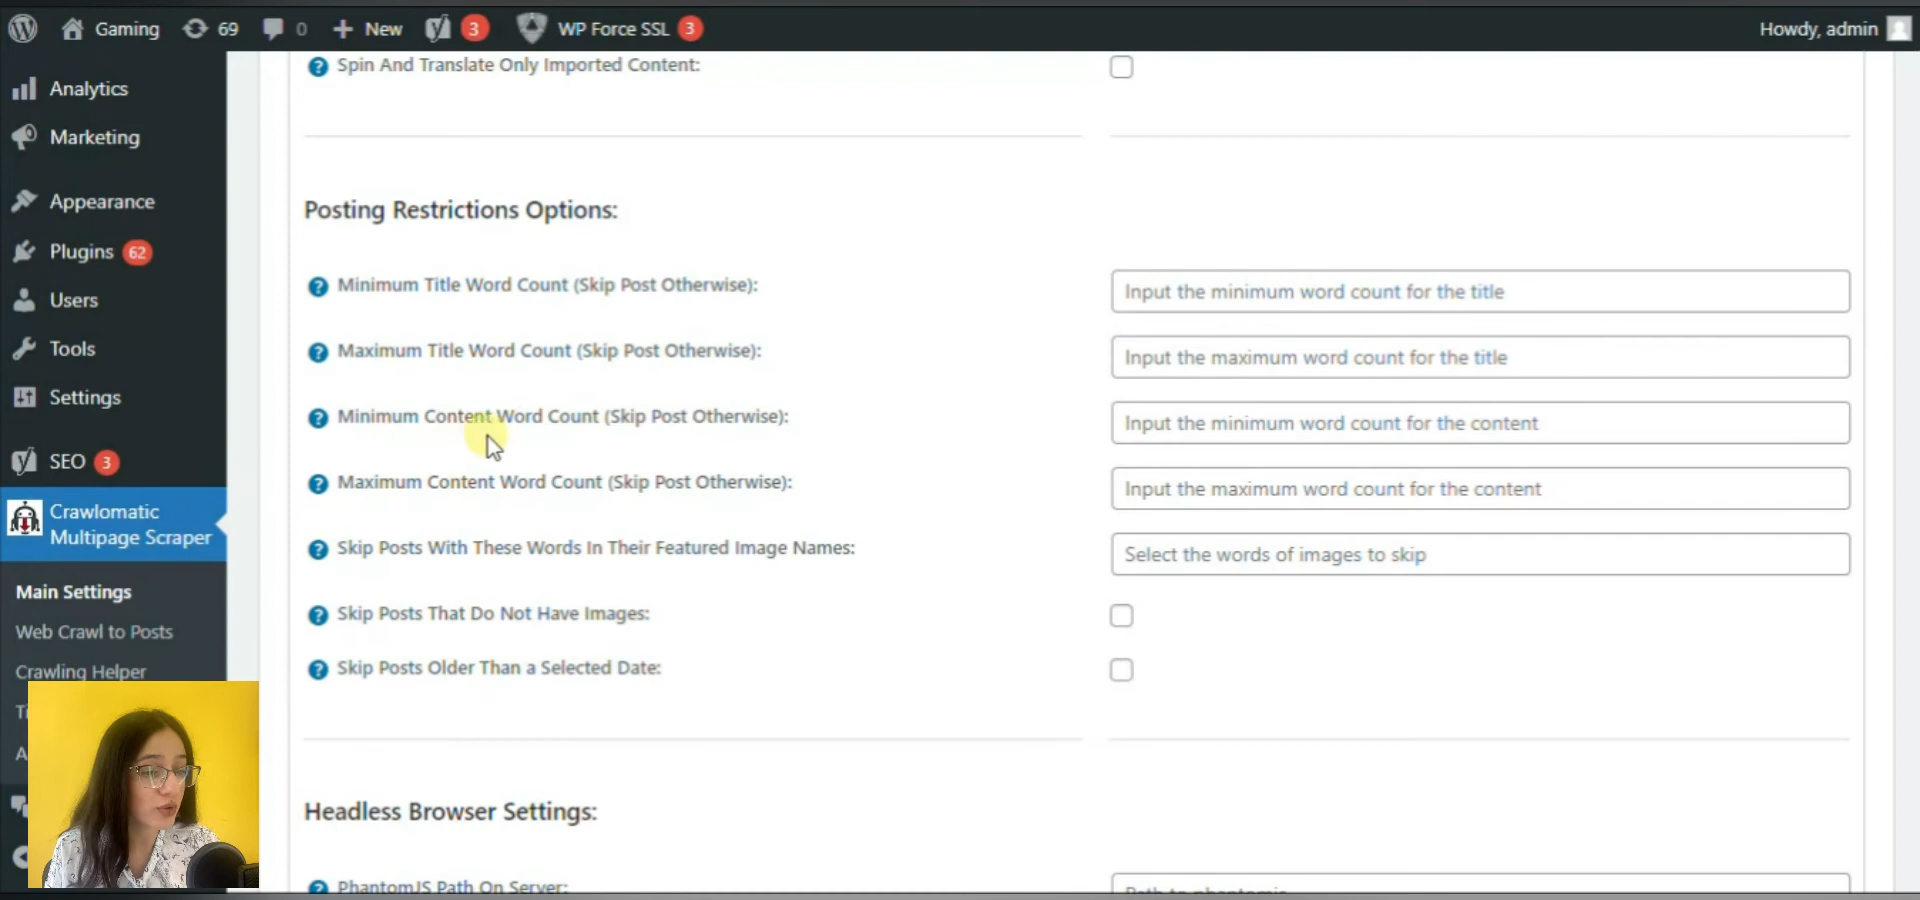 Gaming 69 0 New 3 WP Force SSL 3 Howdy, admin
Analytics
Marketing
Appearance
Plugins 62
Users
Tools
Settings
SEO 3
Crawlomatic
Multipage Scraper
Main Settings
Web Crawl to Posts
Crawling Helper
Spin And Translate Only Imported Content:
Posting Restrictions Options:
Minimum Title Word Count (Skip Post Otherwise):
Input the minimum word count for the title
Maximum Title Word Count (Skip Post Otherwise):
Input the maximum word count for the title
Minimum Content Word Count (Skip Post Otherwise):
Input the minimum word count for the content
Maximum Content Word Count (Skip Post Otherwise):
Input the maximum word count for the content
Skip Posts With These Words In Their Featured Image Names:
Select the words of images to skip
Skip Posts That Do Not Have Images:
Skip Posts Older Than a Selected Date:
Headless Browser Settings:
PhantomJS Path On Server: